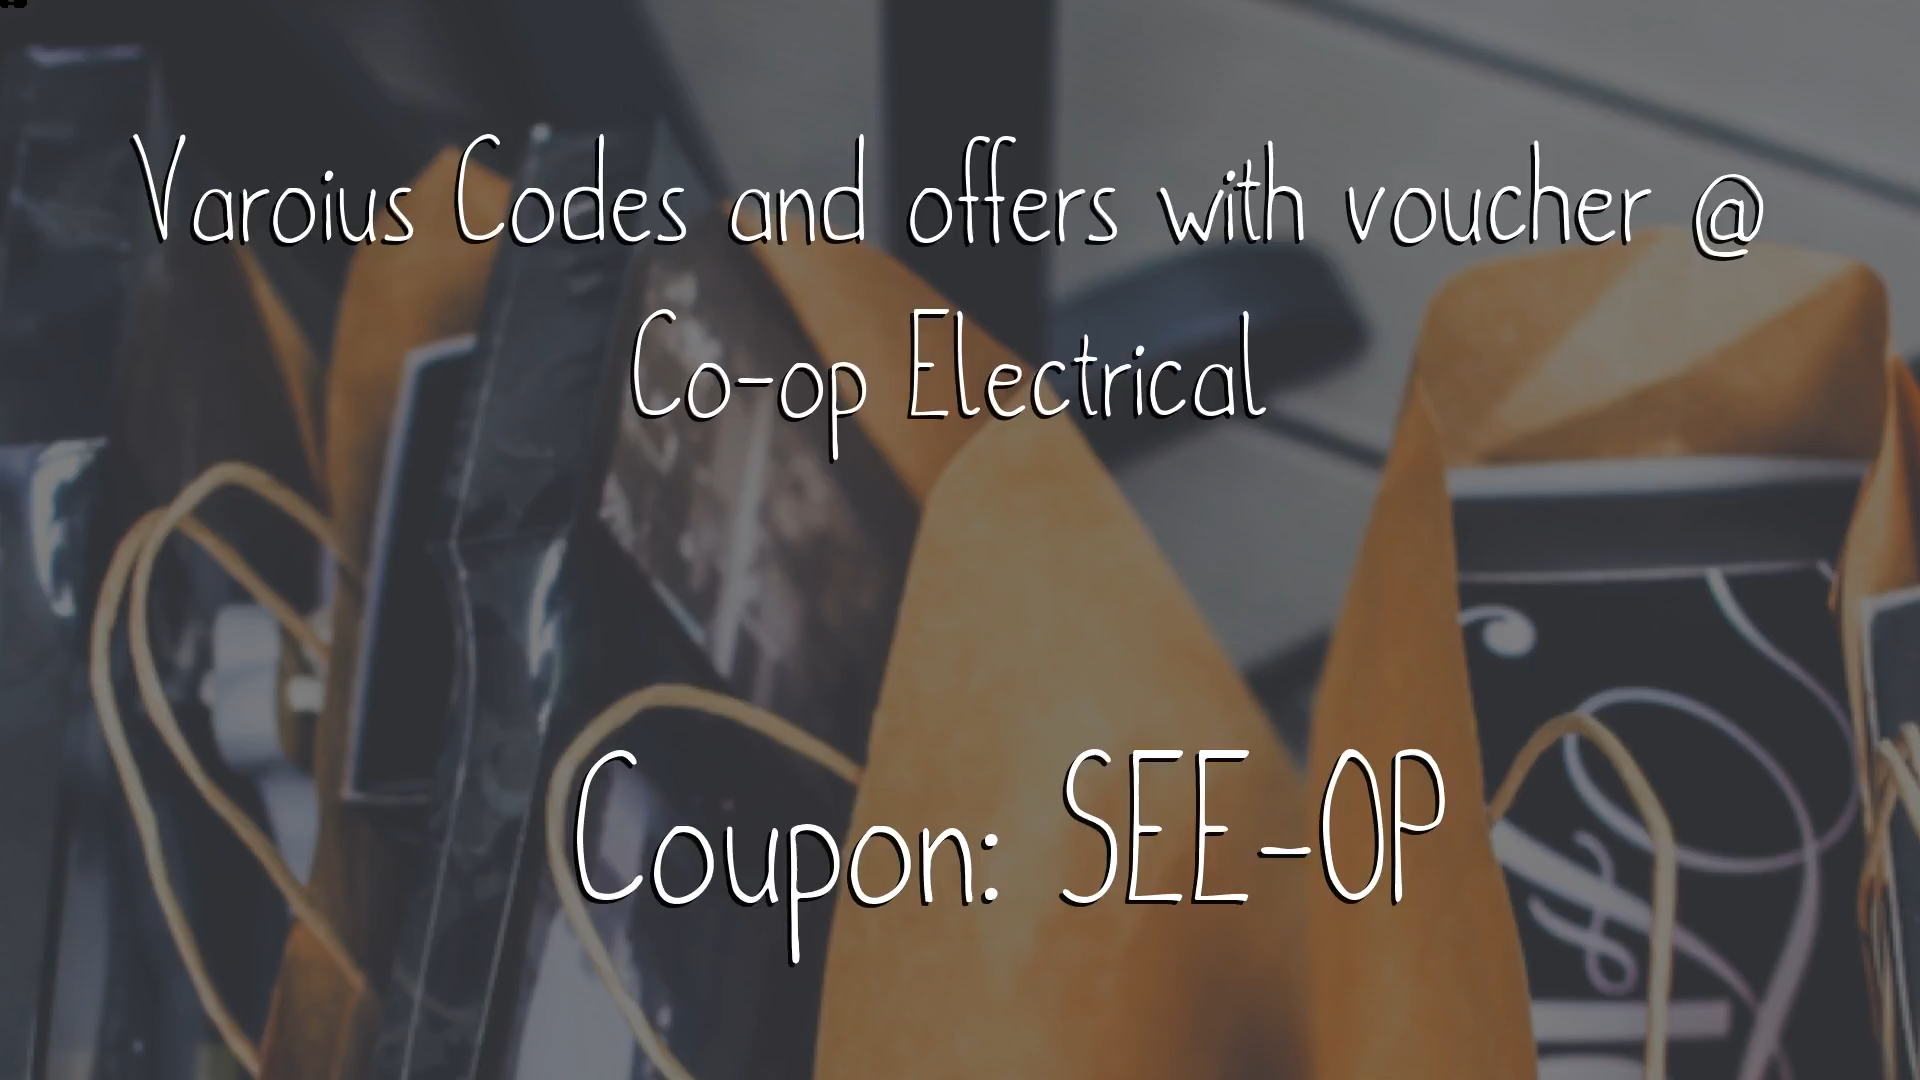 Varoius Codes and offers with voucher @
Co-op Electrical
Coupon: SEE-OP